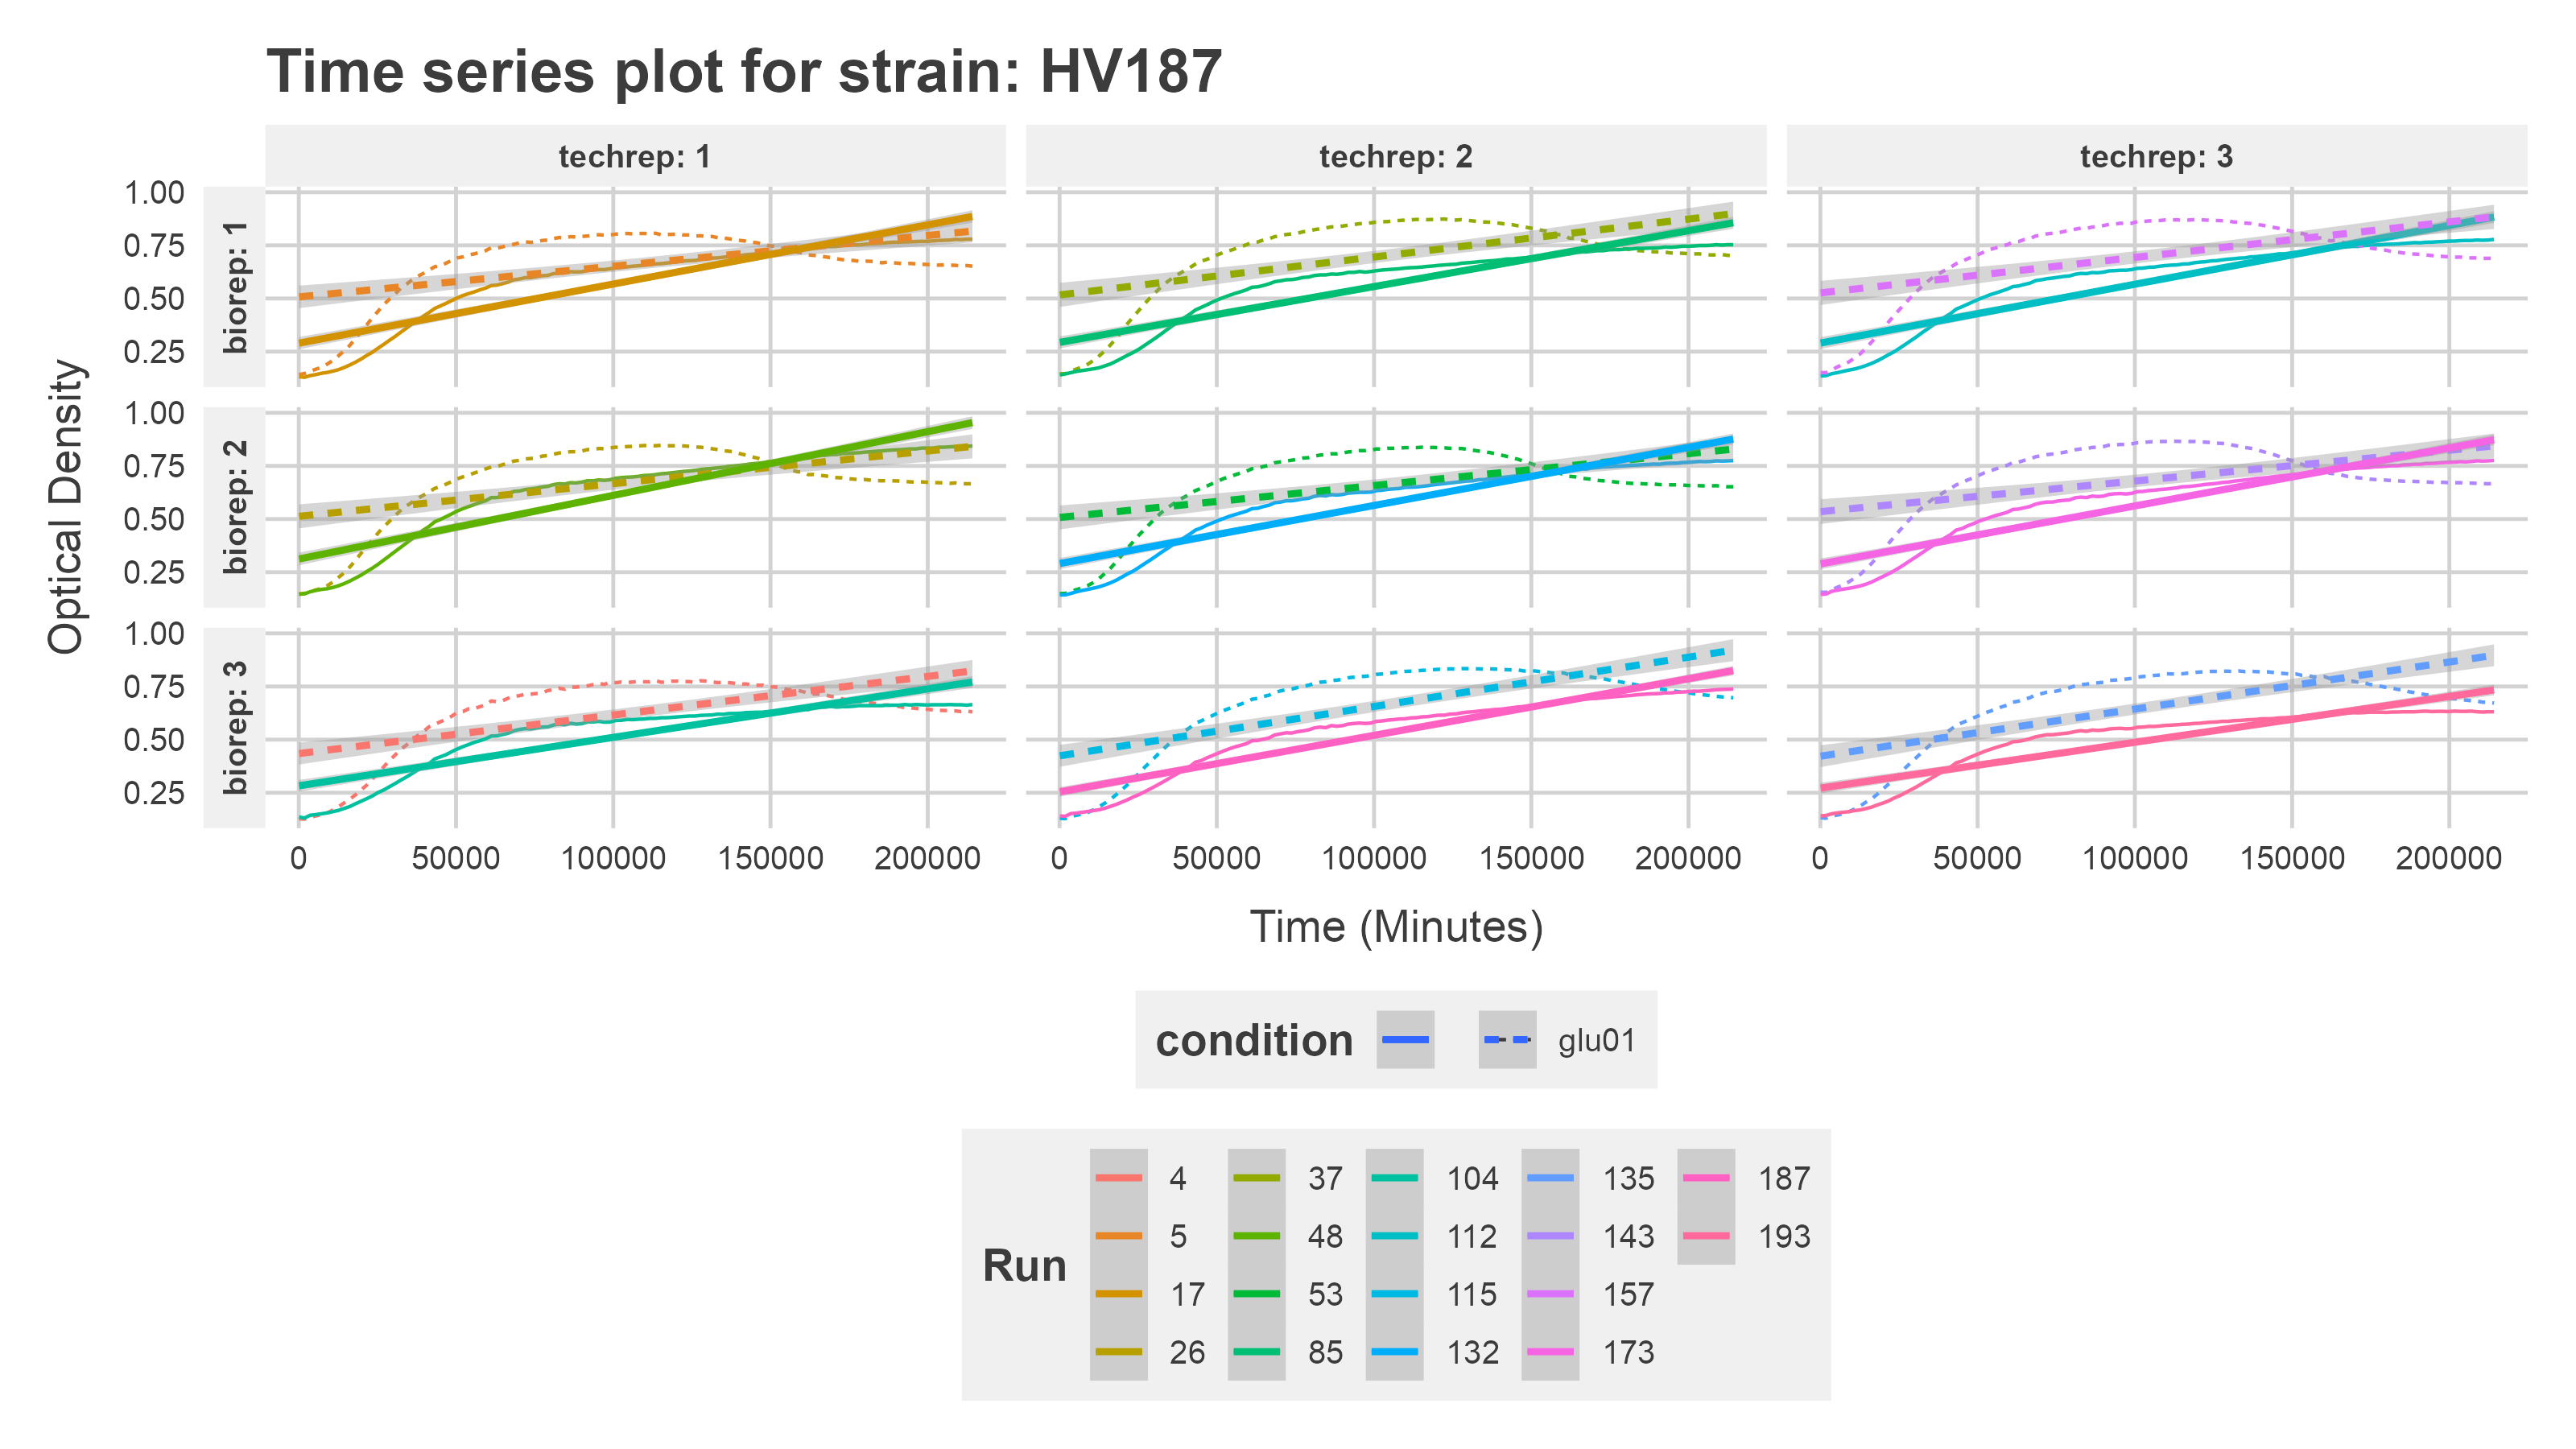 Time series plot for strain: HV187
techrep: 1 techrep: 2 techrep: 3
Optical Density
biorep: 1
1.00
0.75
0.50
0.25
biorep: 2
1.00
0.75
0.50
0.25
biorep: 3
1.00
0.75
0.50
0.25
0 50000 100000 150000 200000 0 50000 100000 150000 200000 0 50000 100000 150000 200000
Time (Minutes)
condition glu01
Run
4 37 104 135 187
5 48 112 143 193
17 53 115 157
26 85 132 173